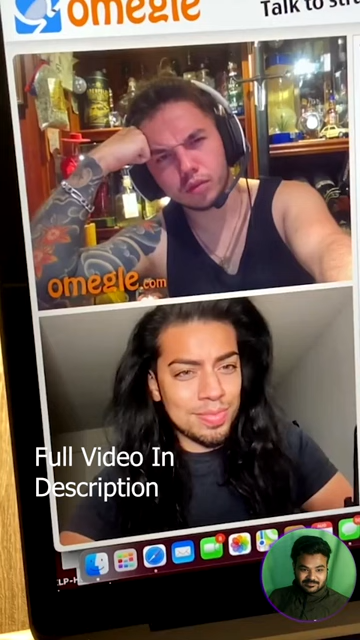 omegle
Talk to str
omegle.com
Full Video In
Description